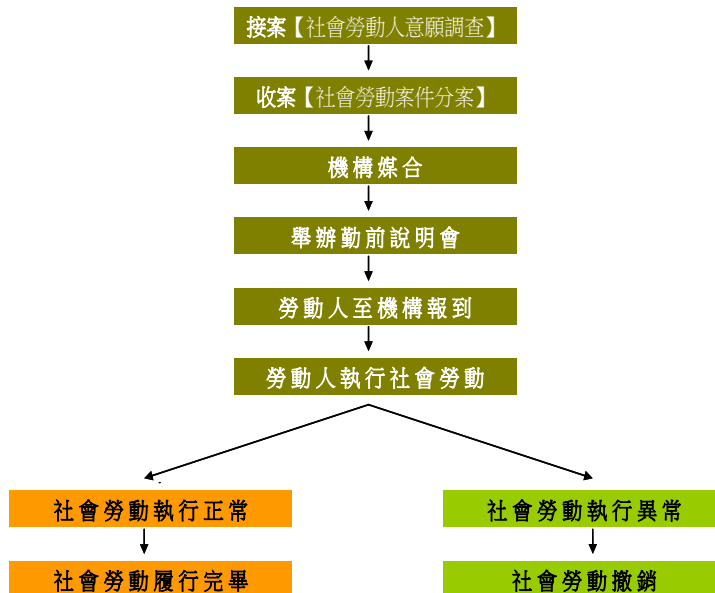 接案【社會勞動人意願調查】
收案【社會勞動案件分案】
機構媒合
舉辦勤前說明會
勞動人至機構報到
勞動人執行社會勞動
社會勞動執行正常
社會勞動執行異常
社會勞動履行完畢
社會勞動撤銷